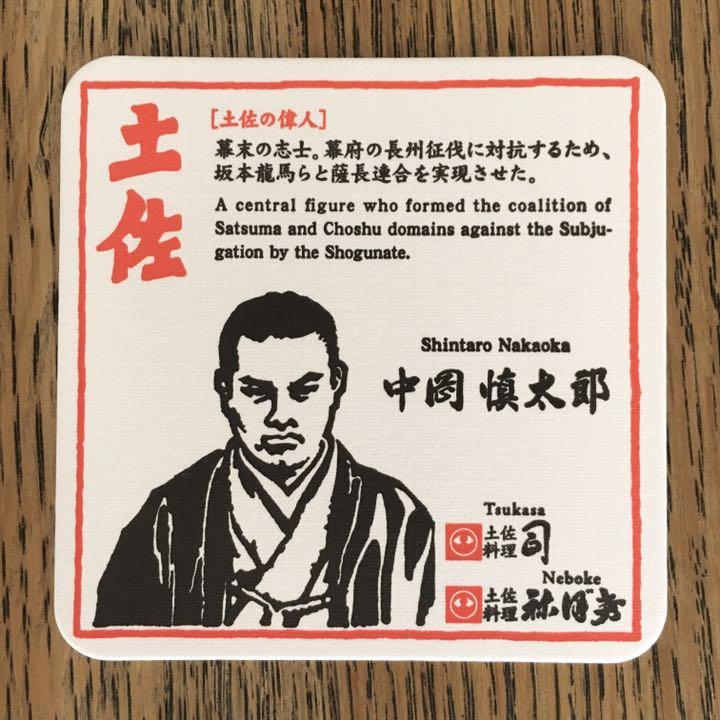 土佐
[土佐の偉人]
幕末の志士。幕府の長州征伐に対抗するため、
坂本龍馬らと薩長連合を実現させた。
A central figure who formed the coalition of
Satsuma and Choshu domains against the Subju-
gation by the Shogunate.
Shintaro Nakaoka
中岡 慎太郎
Tsukasa
土佐
料理 司
Neboke
土佐
料理 祢保希